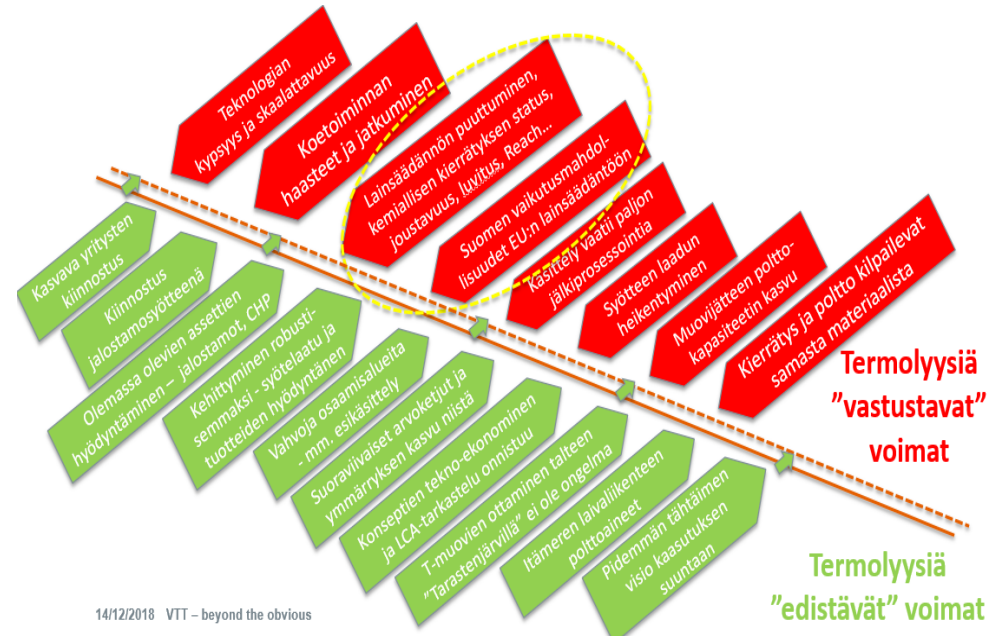 Teknologian
kypsyys ja skaalattavuus
Koetoiminnan
haasteet ja jatkuminen
Lainsäädännön puuttuminen,
kemiallisen kierrätyksen status,
joustavuus, luvitus, Reach...
Suomen vaikutusmahdol-
lisuudet EU:n lainsäädäntöön
Käsittely vaatii paljon
jälkiprosessointia
Syötteen laadun
heikentyminen
Muovijätteen poltto-
kapasiteetin kasvu
Kierrätys ja poltto kilpailevat
samasta materiaalista
Termolyysiä
”vastustavat”
voimat
Kasvava yritysten
kiinnostus
Kiinnostus
jalostamosyötteenä
Olemassa olevien assettien
hyödyntäminen – jalostamot, CHP
Kehittyminen robusti-
semmaksi - syötelaatu ja
tuotteiden hyödyntänen
Vahvoja osaamisalueita
- mm. esikäsittely
Suoraviivaiset arvoketjut ja
ymmärryksen kasvu niistä
Konseptien tekno-ekonominen
ja LCA-tarkastelu onnistuu
T-muovien ottaminen talteen
”Tarastenjärvillä” ei ole ongelma
Itämeren laivaliikenteen
polttoaineet
Pidemmän tähtäimen
visio kaasutuksen
suuntaan
Termolyysiä
”edistävät” voimat
14/12/2018 VTT – beyond the obvious